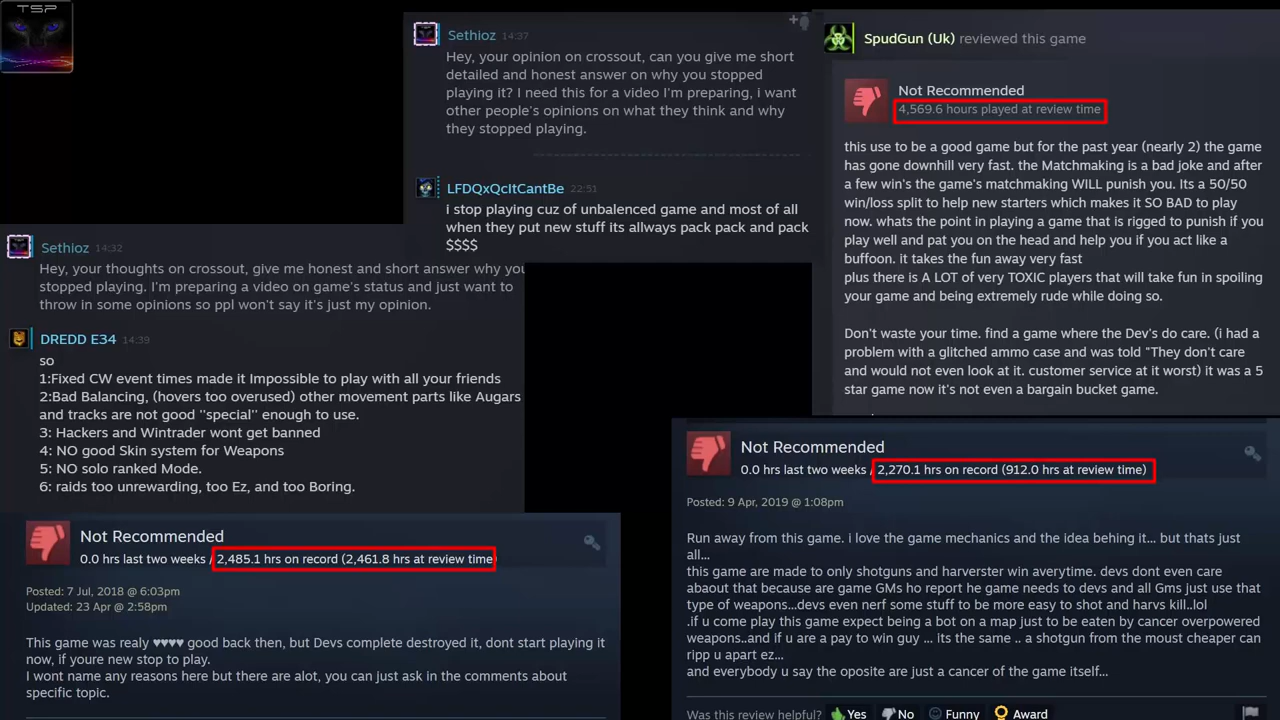 TSP
Sethioz 14:37
Hey, your opinion on crossout, can you give me short
detailed and honest answer on why you stopped
playing it? I need this for a video I'm preparing, i want
other people's opinions on what they think and why
they stopped playing.
LFDQxQcItCantBe 22:51
i stop playing cuz of unbalenced game and most of all
when they put new stuff its allways pack pack and pack
$$$$
Sethioz 14:32
Hey, your thoughts on crossout, give me honest and short answer why you
stopped playing. I'm preparing a video on game's status and just want to
throw in some opinions so ppl won't say it's just my opinion.
DREDD E34 14:39
so
1:Fixed CW event times made it Impossible to play with all your friends
2:Bad Balancing, (hovers too overused) other movement parts like Augars
and tracks are not good "special" enough to use.
3: Hackers and Wintrader wont get banned
4: NO good Skin system for Weapons
5: NO solo ranked Mode.
6: raids too unrewarding, too Ez, and too Boring.
SpudGun (Uk) reviewed this game
Not Recommended
4,569.6 hours played at review time
this use to be a good game but for the past year (nearly 2) the game
has gone downhill very fast. the Matchmaking is a bad joke and after
a few win's the game's matchmaking WILL punish you. Its a 50/50
win/loss split to help new starters which makes it SO BAD to play
now. whats the point in playing a game that is rigged to punish if you
play well and pat you on the head and help you if you act like a
buffoon. it takes the fun away very fast
plus there is A LOT of very TOXIC players that will take fun in spoiling
your game and being extremely rude while doing so.
Don't waste your time. find a game where the Dev's do care. (i had a
problem with a glitched ammo case and was told "They don't care
and would not even look at it. customer service at it worst) it was a 5
star game now it's not even a bargain bucket game.
Not Recommended
0.0 hrs last two weeks / 2,485.1 hrs on record (2,461.8 hrs at review time
Posted: 7 Jul, 2018 @ 6:03pm
Updated: 23 Apr @ 2:58pm
This game was realy ♥♥♥♥ good back then, but Devs complete destroyed it, dont start playing it
now, if youre new stop to play.
I wont name any reasons here but there are alot, you can just ask in the comments about
specific topic.
Not Recommended
0.0 hrs last two weeks / 2,270.1 hrs on record (912.0 hrs at review time)
Posted: 9 Apr, 2019 @ 1:08pm
Run away from this game. i love the game mechanics and the idea behing it... but thats just
all...
this game are made to only shotguns and harverster win averytime. devs dont even care
abaout that because are game GMs ho report he game needs to devs and all Gms just use that
type of weapons...devs even nerf some stuff to be more easy to shot and harvs kill..lol
.if u come play this game expect being a bot on a map just to be eaten by cancer overpowered
weapons..and if u are a pay to win guy ... its the same .. a shotgun from the moust cheaper can
ripp u apart ez...
and everybody u say the oposite are just a cancer of the game itself...
Was this review helpful? Yes No Funny Award